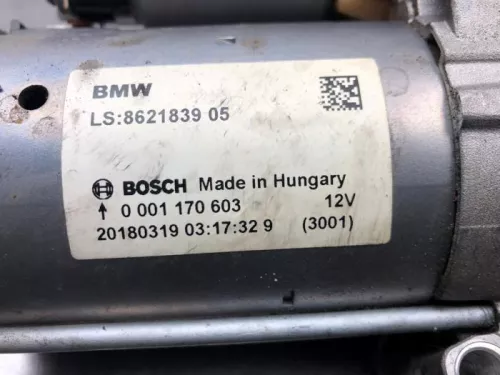 BMW
LS:8621839 05
BOSCH Made in Hungary
0 001 170 603 12V
20180319 03:17:32 9 (3001)